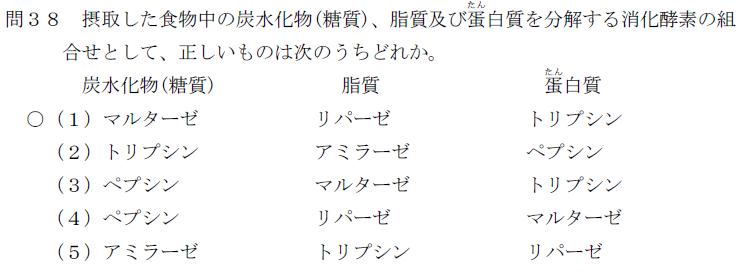 問３８　摂取した食物中の炭水化物(糖質)、脂質及び蛋白質を分解する消化酵素の組
合せとして、正しいものは次のうちどれか。
炭水化物(糖質)　脂質　蛋白質
○（１）マルターゼ　リパーゼ　トリプシン
（２）トリプシン　アミラーゼ　ペプシン
（３）ペプシン　マルターゼ　トリプシン
（４）ペプシン　リパーゼ　マルターゼ
（５）アミラーゼ　トリプシン　リパーゼ